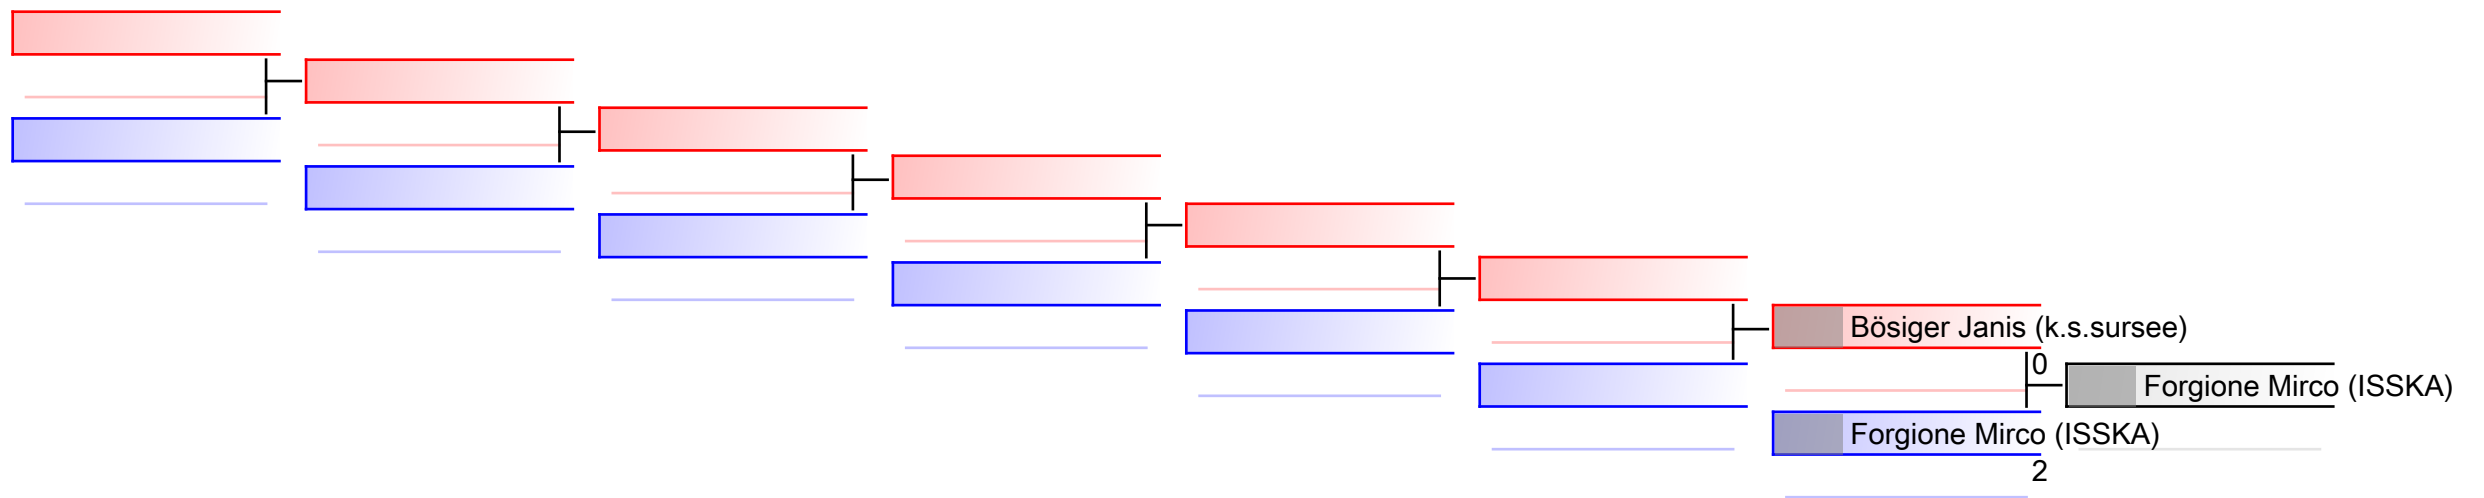 Bösiger Janis (k.s.sursee)
0
Forgione Mirco (ISSKA)
Forgione Mirco (ISSKA)
2